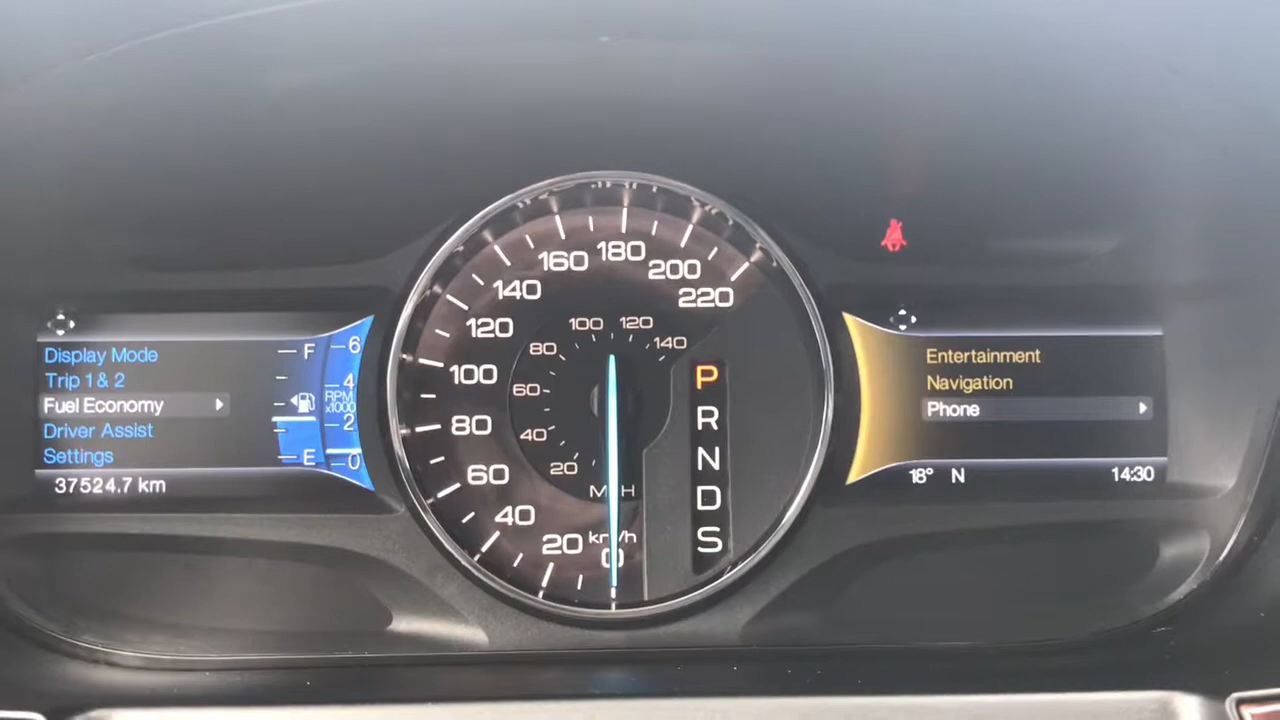 Display Mode
Trip 1 & 2
Fuel Economy
Driver Assist
Settings
37524.7 km
F
E
6
4
RPM
x1000
2
0
220
200
180
160
140
120
100
80
60
40
20
km/h
0
140
120
100
80
60
40
20
MPH
P
R
N
D
S
Entertainment
Navigation
Phone
18° N
14:30